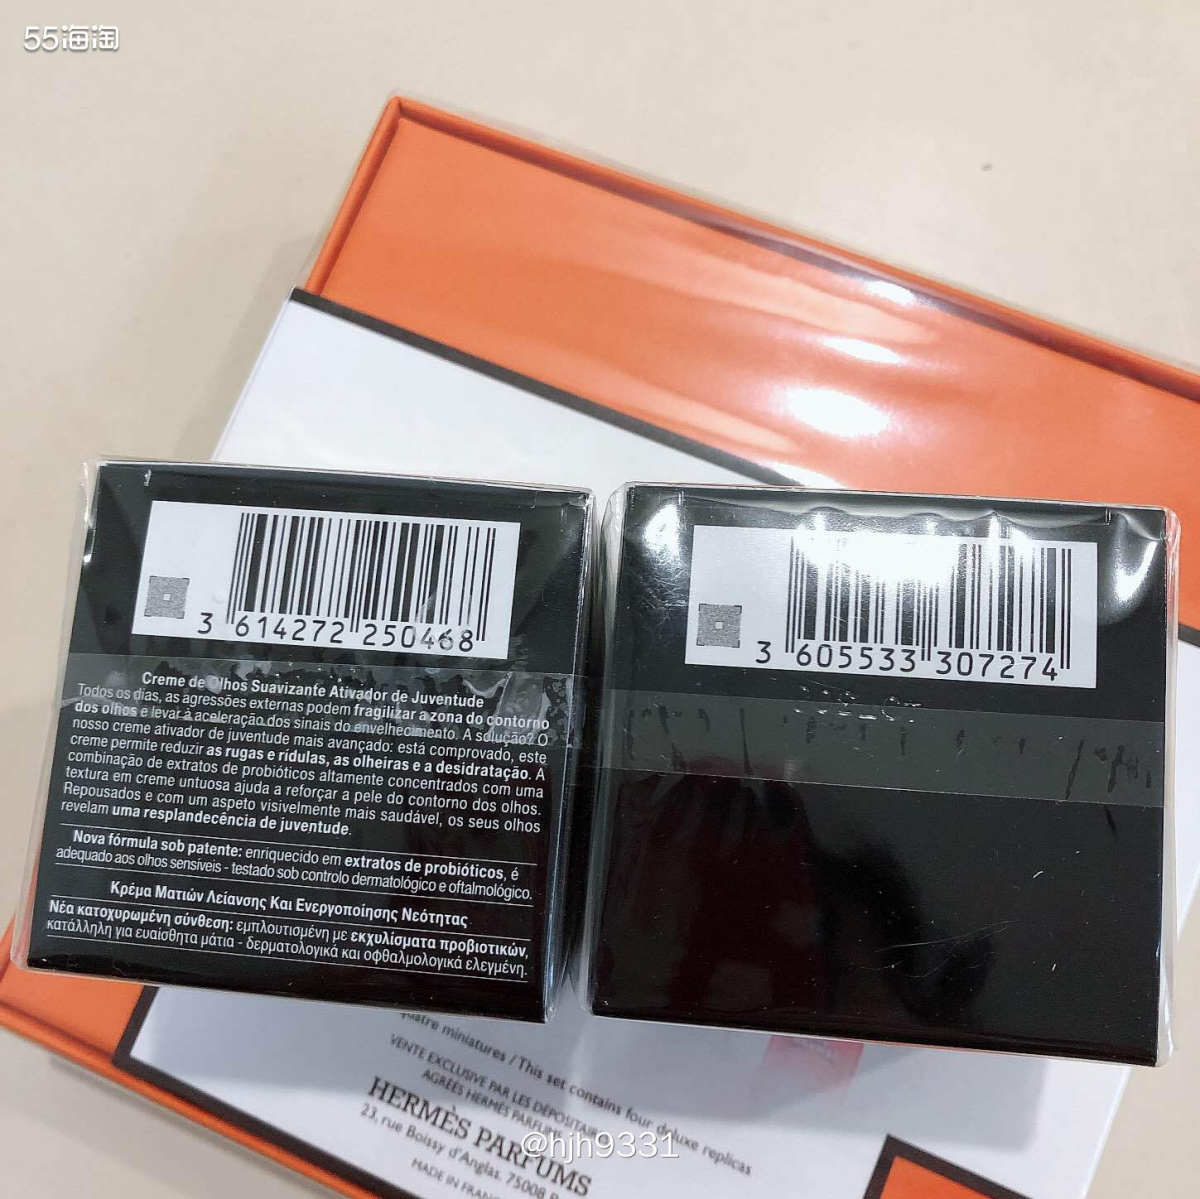 55海淘
3 614272 250468
Creme de Olhos Suavizante Ativador de Juventude
Todos os dias, as agressões externas podem fragilizar a zona do contorno
dos olhos e levar à aceleração dos sinais do envelhecimento. A solução? O
nosso creme ativador de juventude mais avançado: está comprovado, este
creme permite reduzir as rugas e rídulas, as olheiras e a desidratação. A
combinação de extratos de probióticos altamente concentrados com uma
textura em creme untuosa ajuda a reforçar a pele do contorno dos olhos.
Repousados e com um aspeto visivelmente mais saudável, os seus olhos
revelam uma resplandecência de juventude.
Nova fórmula sob patente: enriquecido em extratos de probióticos, é
adequado aos olhos sensíveis - testado sob controlo dermatológico e oftalmológico.
Κρέμα Ματιών Λείανσης Και Ενεργοποίησης Νεότητας
Νέα κατοχυρωμένη σύνθεση: εμπλουτισμένη με εκχυλίσματα προβιοτικών,
κατάλληλη για ευαίσθητα μάτια - δερματολογικά και οφθαλμολογικά ελεγμένη.
3 605533 307274
miniatures / This set contains four deluxe replicas
VENTE EXCLUSIVE PAR LES DÉPOSITAIR
AGRÉÉS HERMÈS PARFUM
HERMÈS PARFUMS
23, rue Boissy d'Anglas, 75008
MADE IN FRAN
@hjh9331